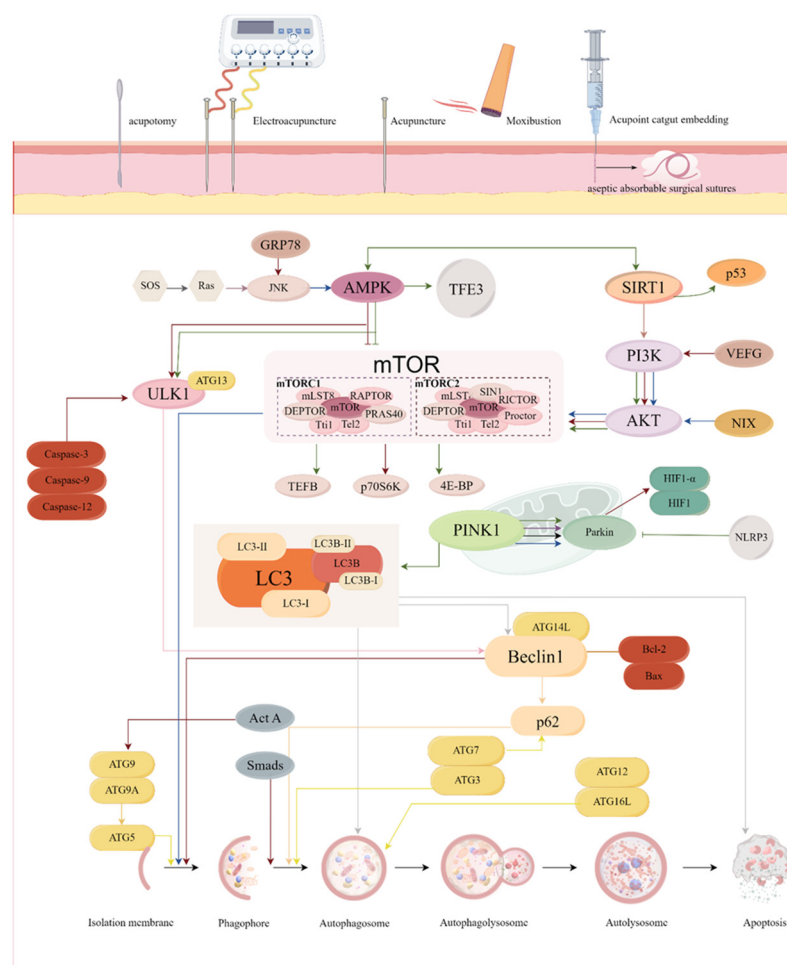 acupotomy
Electroacupuncture
Acupuncture
Moxibustion
Acupoint catgut embedding
aseptic absorbable surgical sutures
GRP78
SOS
Ras
JNK
AMPK
TFE3
SIRT1
p53
mTOR
PI3K
VEFG
ULK1
ATG13
mTORC1
mLST8
RAPTOR
DEPTOR
mTOR
PRAS40
Tti1
Tel2
mTORC2
mLST
SIN1
RICTOR
DEPTOR
mTOR
Proctor
Tti1
Tel2
AKT
NIX
Caspase-3
Caspase-9
Caspase-12
TEFB
p70S6K
4E-BP
HIF1-α
HIF1
PINK1
Parkin
NLRP3
LC3-II
LC3B-II
LC3B
LC3
LC3B-I
LC3-I
ATG14L
Beclin1
Bcl-2
Bax
Act A
p62
ATG9
Smads
ATG7
ATG3
ATG9A
ATG12
ATG16L
ATG5
Isolation membrane
Phagophore
Autophagosome
Autophagolysosome
Autolysosome
Apoptosis